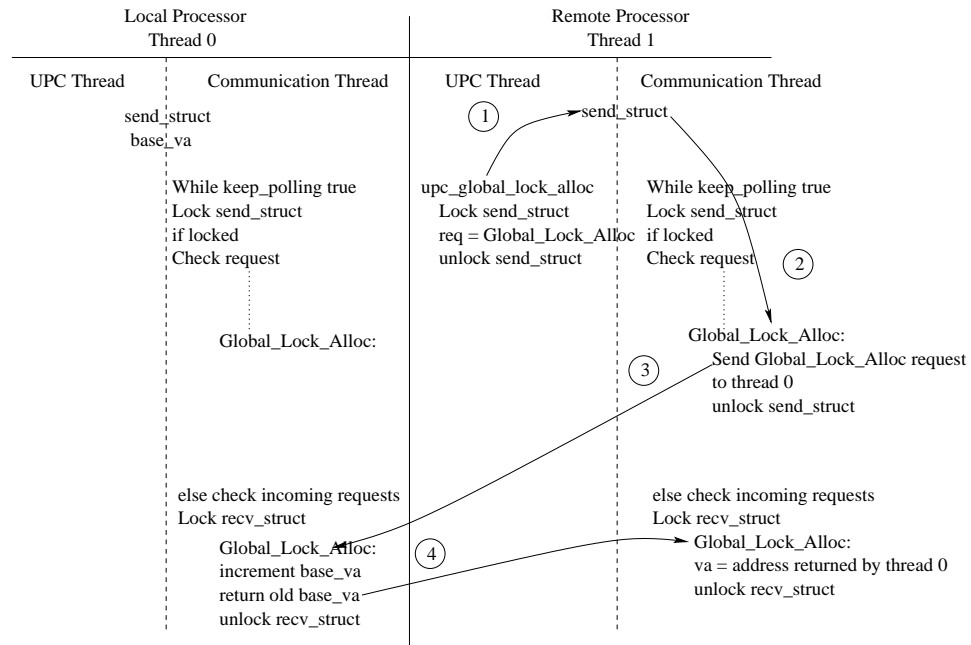 Local Processor
Thread 0
Remote Processor
Thread 1
UPC Thread
Communication Thread
UPC Thread
Communication Thread
send_struct
base_va
1
send_struct
While keep_polling true
Lock send_struct
if locked
Check request
upc_global_lock_alloc
Lock send_struct
req = Global_Lock_Alloc
unlock send_struct
While keep_polling true
Lock send_struct
if locked
Check request
2
Global_Lock_Alloc:
Global_Lock_Alloc:
Send Global_Lock_Alloc request
to thread 0
unlock send_struct
3
else check incoming requests
Lock recv_struct
Global_Lock_Alloc:
increment base_va
return old base_va
unlock recv_struct
4
else check incoming requests
Lock recv_struct
Global_Lock_Alloc:
va = address returned by thread 0
unlock recv_struct